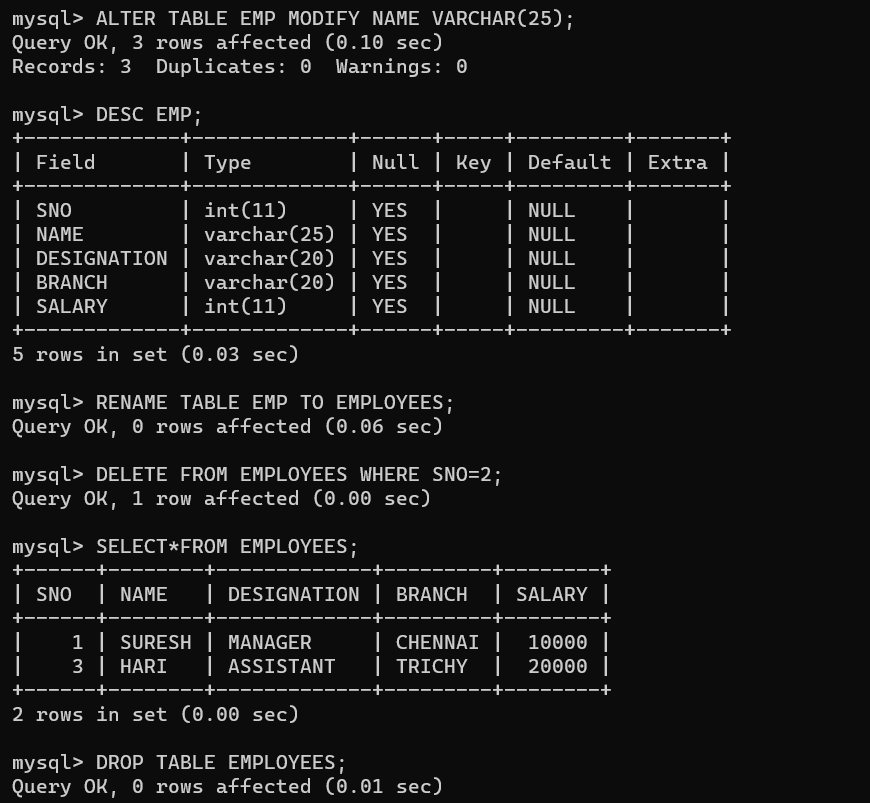 mysql> ALTER TABLE EMP MODIFY NAME VARCHAR(25);
Query OK, 3 rows affected (0.10 sec)
Records: 3  Duplicates: 0  Warnings: 0

mysql> DESC EMP;
+-------------+-------------+------+-----+---------+-------+
| Field       | Type        | Null | Key | Default | Extra |
+-------------+-------------+------+-----+---------+-------+
| SNO         | int(11)     | YES  |     | NULL    |       |
| NAME        | varchar(25) | YES  |     | NULL    |       |
| DESIGNATION | varchar(20) | YES  |     | NULL    |       |
| BRANCH      | varchar(20) | YES  |     | NULL    |       |
| SALARY      | int(11)     | YES  |     | NULL    |       |
+-------------+-------------+------+-----+---------+-------+
5 rows in set (0.03 sec)

mysql> RENAME TABLE EMP TO EMPLOYEES;
Query OK, 0 rows affected (0.06 sec)

mysql> DELETE FROM EMPLOYEES WHERE SNO=2;
Query OK, 1 row affected (0.00 sec)

mysql> SELECT*FROM EMPLOYEES;
+------+--------+-------------+---------+--------+
| SNO  | NAME   | DESIGNATION | BRANCH  | SALARY |
+------+--------+-------------+---------+--------+
|    1 | SURESH | MANAGER     | CHENNAI |  10000 |
|    3 | HARI   | ASSISTANT   | TRICHY  |  20000 |
+------+--------+-------------+---------+--------+
2 rows in set (0.00 sec)

mysql> DROP TABLE EMPLOYEES;
Query OK, 0 rows affected (0.01 sec)